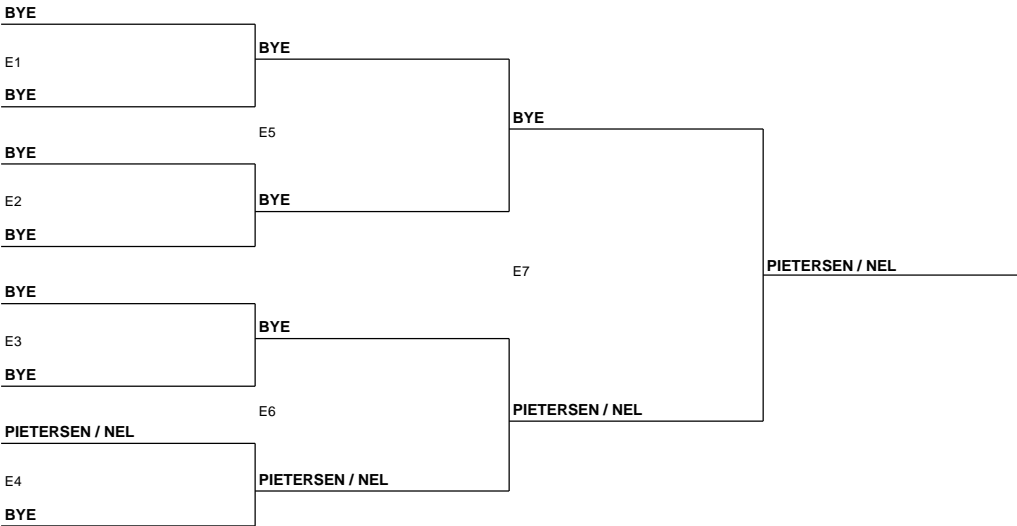 BYE
E1
BYE
BYE
E5
BYE
E2
BYE
BYE
BYE
E7
PIETERSEN / NEL
BYE
E3
BYE
BYE
E6
PIETERSEN / NEL
PIETERSEN / NEL
E4
BYE
PIETERSEN / NEL